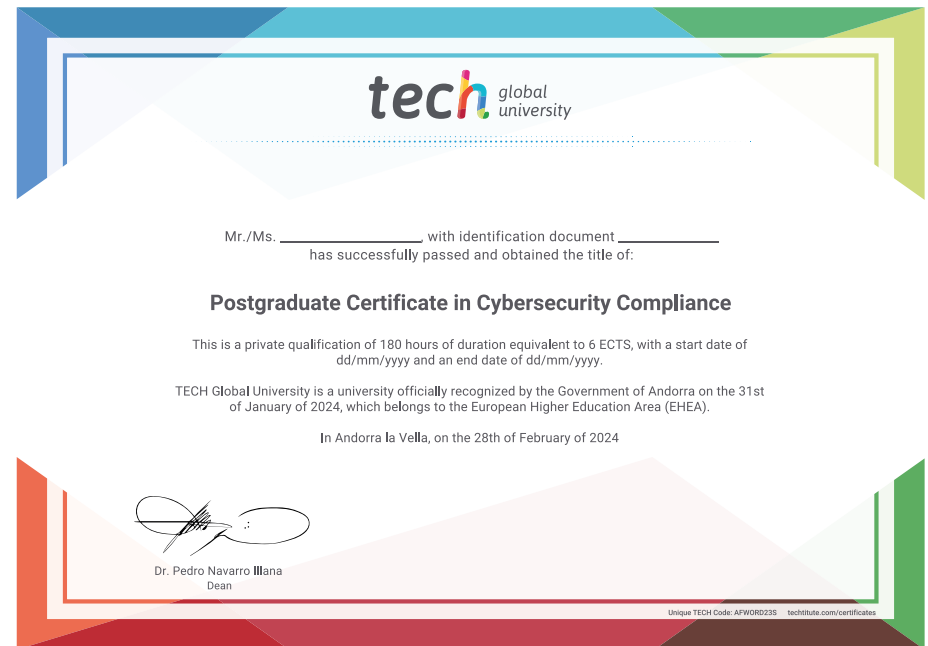 tech global university
Mr./Ms. ____________________, with identification document ______________
has successfully passed and obtained the title of:
Postgraduate Certificate in Cybersecurity Compliance
This is a private qualification of 180 hours of duration equivalent to 6 ECTS, with a start date of
dd/mm/yyyy and an end date of dd/mm/yyyy.
TECH Global University is a university officially recognized by the Government of Andorra on the 31st
of January of 2024, which belongs to the European Higher Education Area (EHEA).
In Andorra la Vella, on the 28th of February of 2024
Dr. Pedro Navarro Illana
Dean
Unique TECH Code: AFWORD23S techtitute.com/certificates